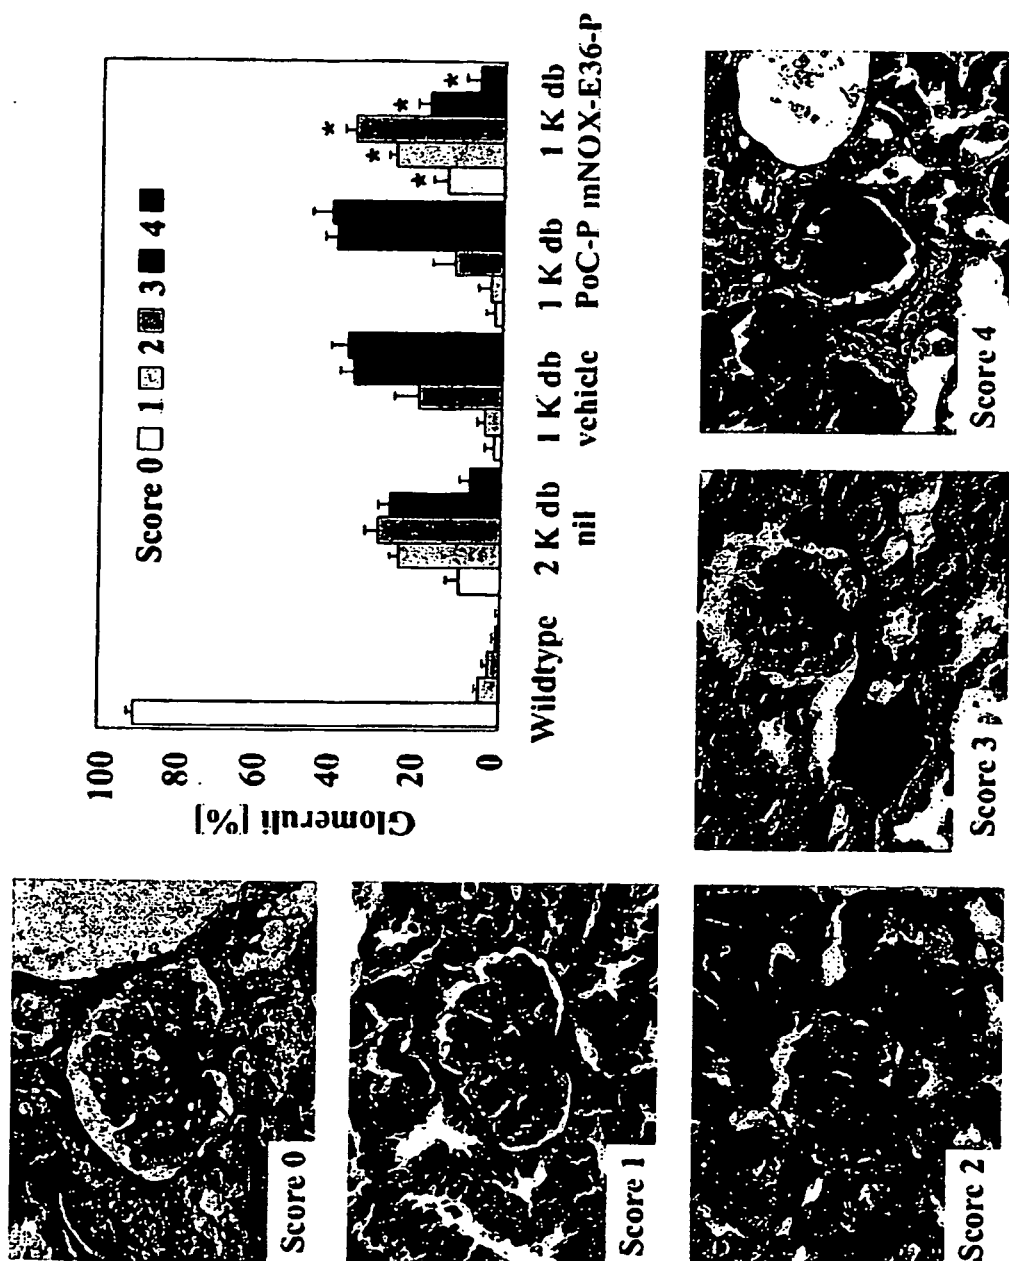 Score 0 1 2 3 4
Glomeruli [%]
100
80
60
40
20
0
* * * * *
Wildtype 2 K db 1 K db 1 K db 1 K db
nil vehicle PoC-P mNOX-E36-P
Score 0
Score 1
Score 2
Score 3
Score 4